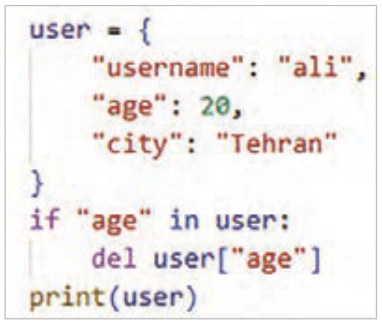 user = {
    "username": "ali",
    "age": 20,
    "city": "Tehran"
}
if "age" in user:
    del user["age"]
print(user)